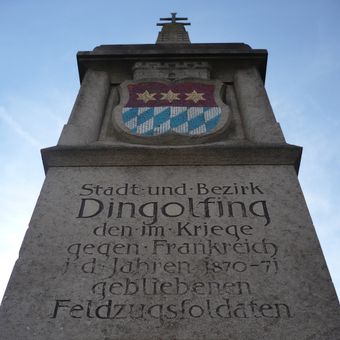 Stadt·und·Bezirk
Dingolfing
den·im·Kriege
gegen·Frankreich
i·d·Jahren·1870-71
gebliebenen
Feldzugsſoldaten